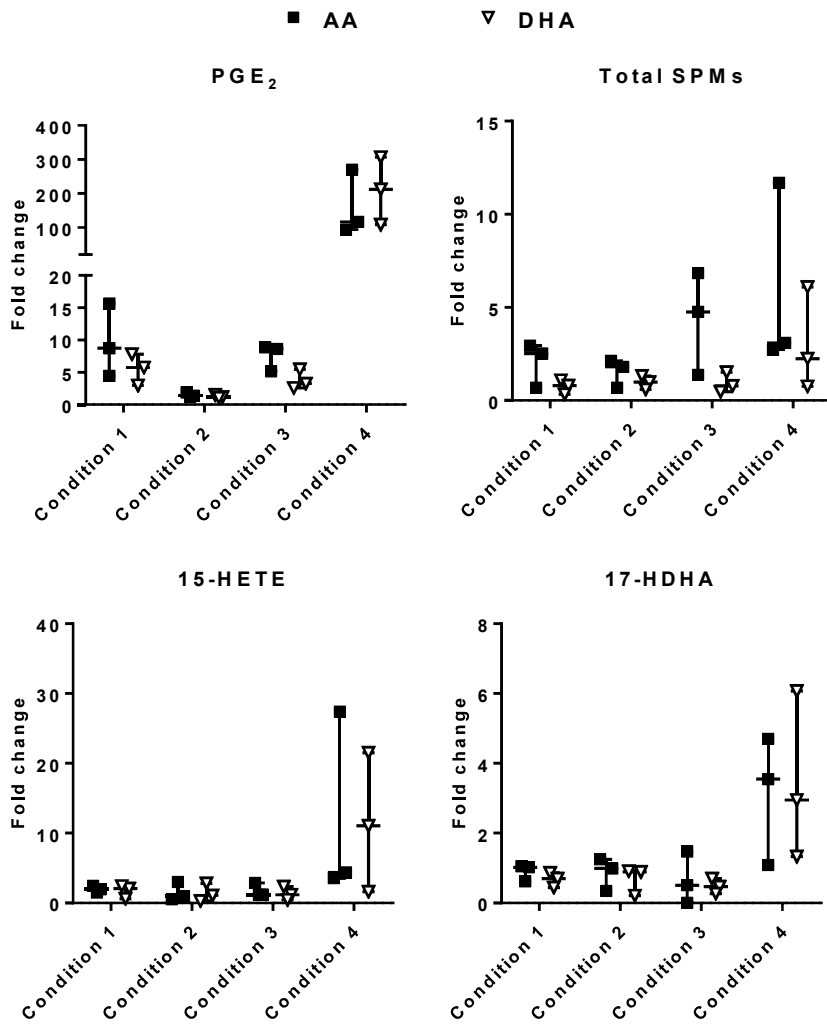 AA DHA
PGE₂
Fold change
400
300
200
100
20
15
10
5
0
Condition 1
Condition 2
Condition 3
Condition 4
Total SPMs
Fold change
15
10
5
0
Condition 1
Condition 2
Condition 3
Condition 4
15-HETE
Fold change
40
30
20
10
0
Condition 1
Condition 2
Condition 3
Condition 4
17-HDHA
Fold change
8
6
4
2
0
Condition 1
Condition 2
Condition 3
Condition 4